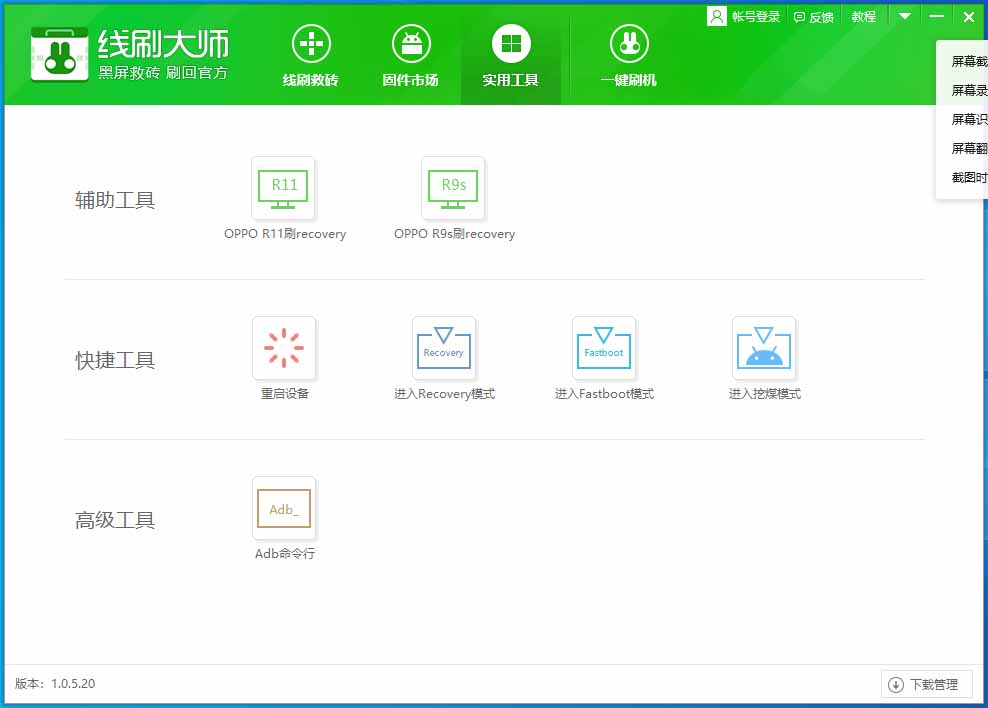 帐号登录
反馈
教程
线刷大师
黑屏救砖 刷回官方
线刷救砖
固件市场
实用工具
一键刷机
屏幕截
屏幕录
屏幕识
屏幕翻
截图时
辅助工具
R11
R9s
OPPO R11刷recovery
OPPO R9s刷recovery
快捷工具
Recovery
Fastboot
重启设备
进入Recovery模式
进入Fastboot模式
进入挖煤模式
高级工具
Adb_
Adb命令行
版本：1.0.5.20
下载管理